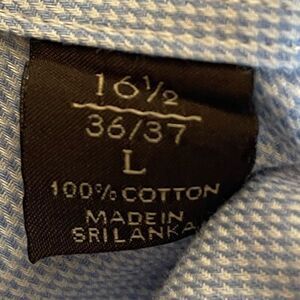 16½
36/37
L
100% COTTON
MADE IN
SRI LANKA